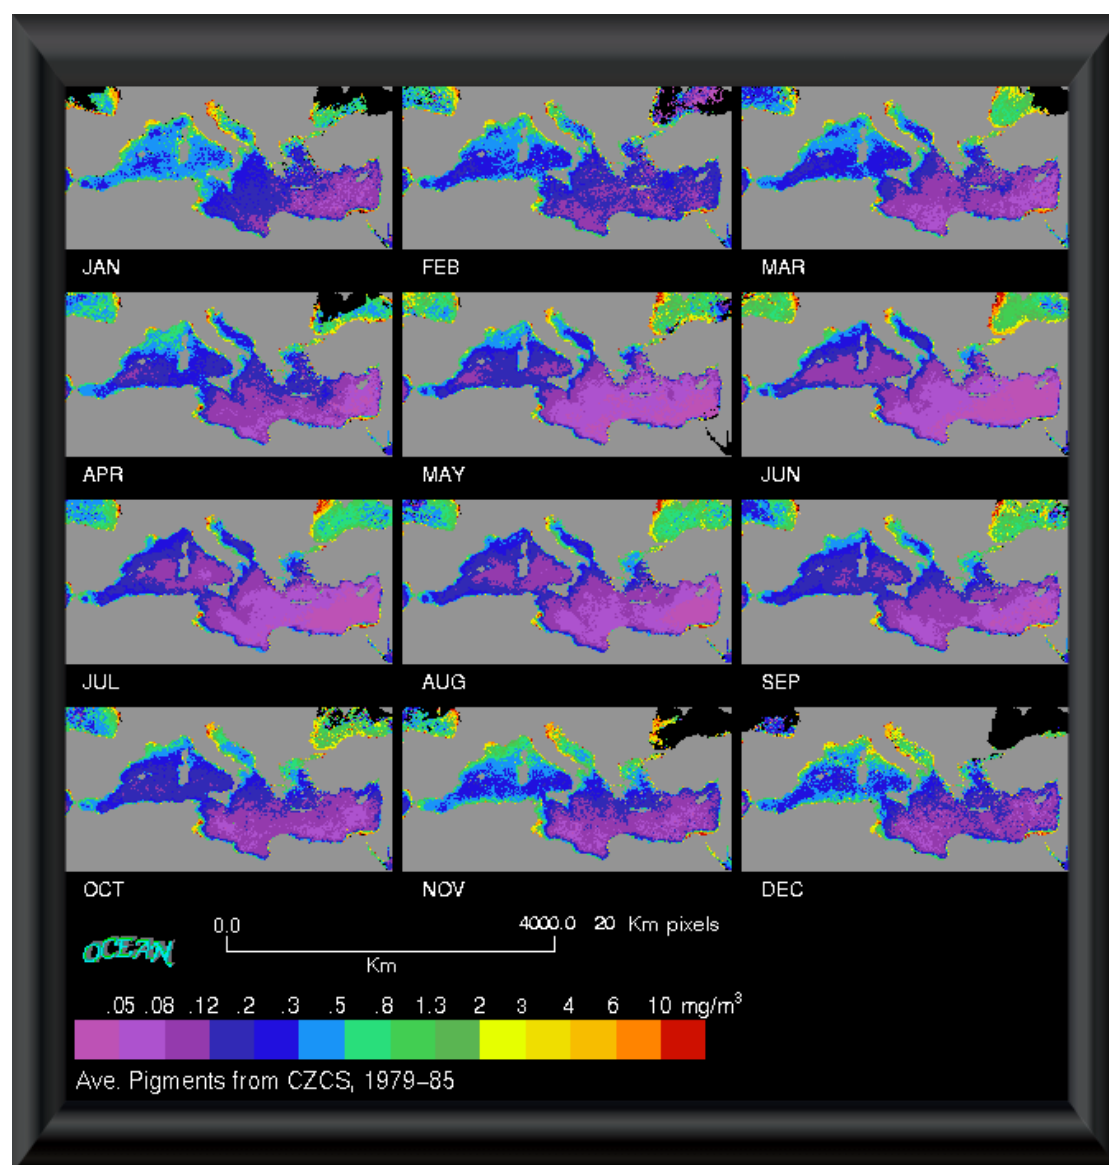 JAN FEB MAR
APR MAY JUN
JUL AUG SEP
OCT NOV DEC
OCEAN
0.0 4000.0 20 Km pixels
Km
.05 .08 .12 .2 .3 .5 .8 1.3 2 3 4 6 10 mg/m³
Ave. Pigments from CZCS, 1979–85